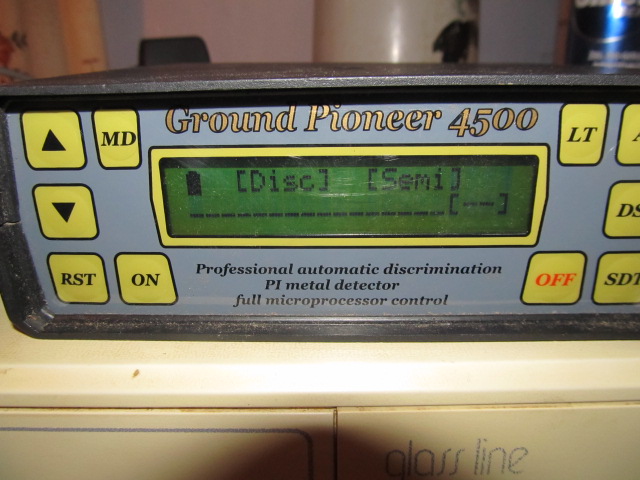 Ground Pioneer 4500
▲ MD LT
[Disc] [Semi]
[--]
▼
RST ON OFF SDT
Professional automatic discrimination
PI metal detector
full microprocessor control
glass line